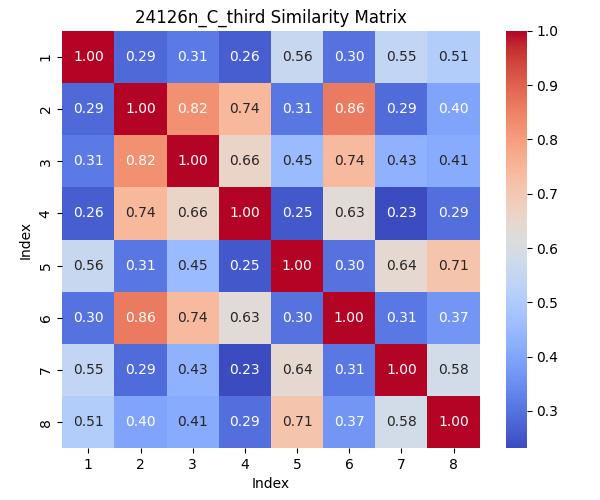 24126n_C_third Similarity Matrix
1 1.00 0.29 0.31 0.26 0.56 0.30 0.55 0.51
2 0.29 1.00 0.82 0.74 0.31 0.86 0.29 0.40
3 0.31 0.82 1.00 0.66 0.45 0.74 0.43 0.41
4 0.26 0.74 0.66 1.00 0.25 0.63 0.23 0.29
5 0.56 0.31 0.45 0.25 1.00 0.30 0.64 0.71
6 0.30 0.86 0.74 0.63 0.30 1.00 0.31 0.37
7 0.55 0.29 0.43 0.23 0.64 0.31 1.00 0.58
8 0.51 0.40 0.41 0.29 0.71 0.37 0.58 1.00
1 2 3 4 5 6 7 8
Index
Index
1.0
0.9
0.8
0.7
0.6
0.5
0.4
0.3